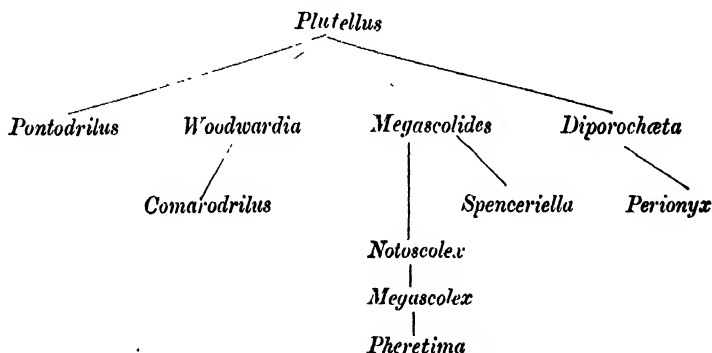 Plutellus
Pontodrilus Woodwardia Megascolides Diporochæta
Comarodrilus Spenceriella Perionyx
Notoscolex
Megascolex
Pheretima